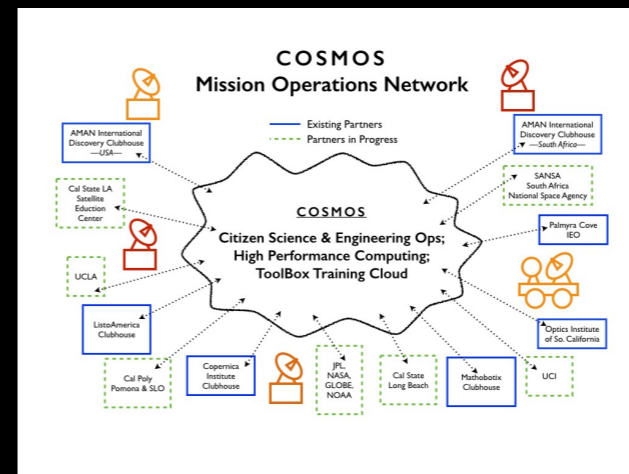 COSMOS
Mission Operations Network
Existing Partners
Partners in Progress
AMAN International
Discovery Clubhouse
—USA—
AMAN International
Discovery Clubhouse
—South Africa—
Cal State LA
Satellite
Eduction
Center
SANSA
South Africa
National Space Agency
COSMOS
Citizen Science & Engineering Ops;
High Performance Computing;
ToolBox Training Cloud
Palmyra Cove
IEO
UCLA
ListoAmerica
Clubhouse
Optics Institute
of So. California
Cal Poly
Pomona & SLO
Copernica
Institute
Clubhouse
JPL,
NASA,
GLOBE,
NOAA
Cal State
Long Beach
Mathobotix
Clubhouse
UCI